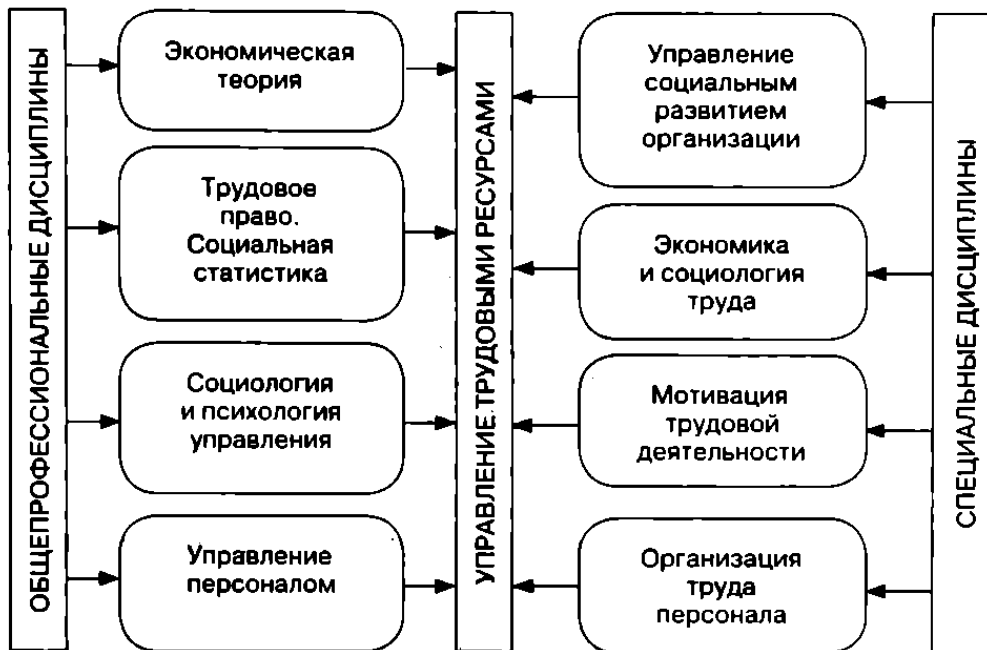 ОБЩЕПРОФЕССИОНАЛЬНЫЕ ДИСЦИПЛИНЫ
Экономическая
теория
Трудовое
право.
Социальная
статистика
Социология
и психология
управления
Управление
персоналом
УПРАВЛЕНИЕ ТРУДОВЫМИ РЕСУРСАМИ
Управление
социальным
развитием
организации
Экономика
и социология
труда
Мотивация
трудовой
деятельности
Организация
труда
персонала
СПЕЦИАЛЬНЫЕ ДИСЦИПЛИНЫ